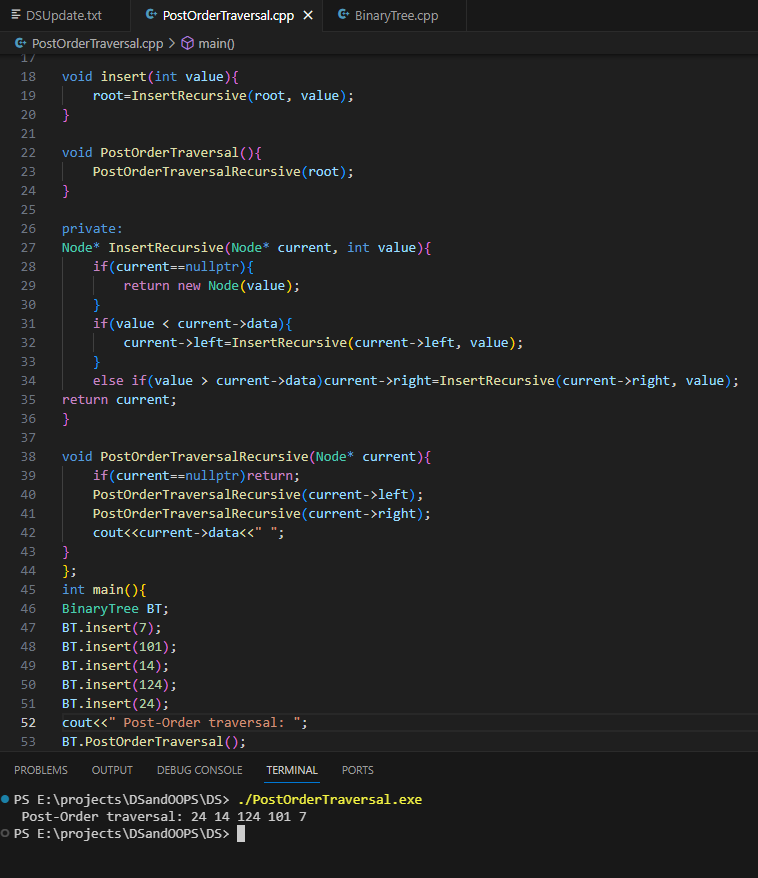 DSUpdate.txt PostOrderTraversal.cpp BinaryTree.cpp
PostOrderTraversal.cpp > main()
17
18 void insert(int value){
19 root=InsertRecursive(root, value);
20 }
21
22 void PostOrderTraversal(){
23 PostOrderTraversalRecursive(root);
24 }
25
26 private:
27 Node* InsertRecursive(Node* current, int value){
28 if(current==nullptr){
29 return new Node(value);
30 }
31 if(value < current->data){
32 current->left=InsertRecursive(current->left, value);
33 }
34 else if(value > current->data)current->right=InsertRecursive(current->right, value);
35 return current;
36 }
37
38 void PostOrderTraversalRecursive(Node* current){
39 if(current==nullptr)return;
40 PostOrderTraversalRecursive(current->left);
41 PostOrderTraversalRecursive(current->right);
42 cout<<current->data<<" ";
43 }
44 };
45 int main(){
46 BinaryTree BT;
47 BT.insert(7);
48 BT.insert(101);
49 BT.insert(14);
50 BT.insert(124);
51 BT.insert(24);
52 cout<<" Post-Order traversal: ";
53 BT.PostOrderTraversal();
PROBLEMS OUTPUT DEBUG CONSOLE TERMINAL PORTS
PS E:\projects\DSandOOPS\DS> ./PostOrderTraversal.exe
Post-Order traversal: 24 14 124 101 7
PS E:\projects\DSandOOPS\DS>